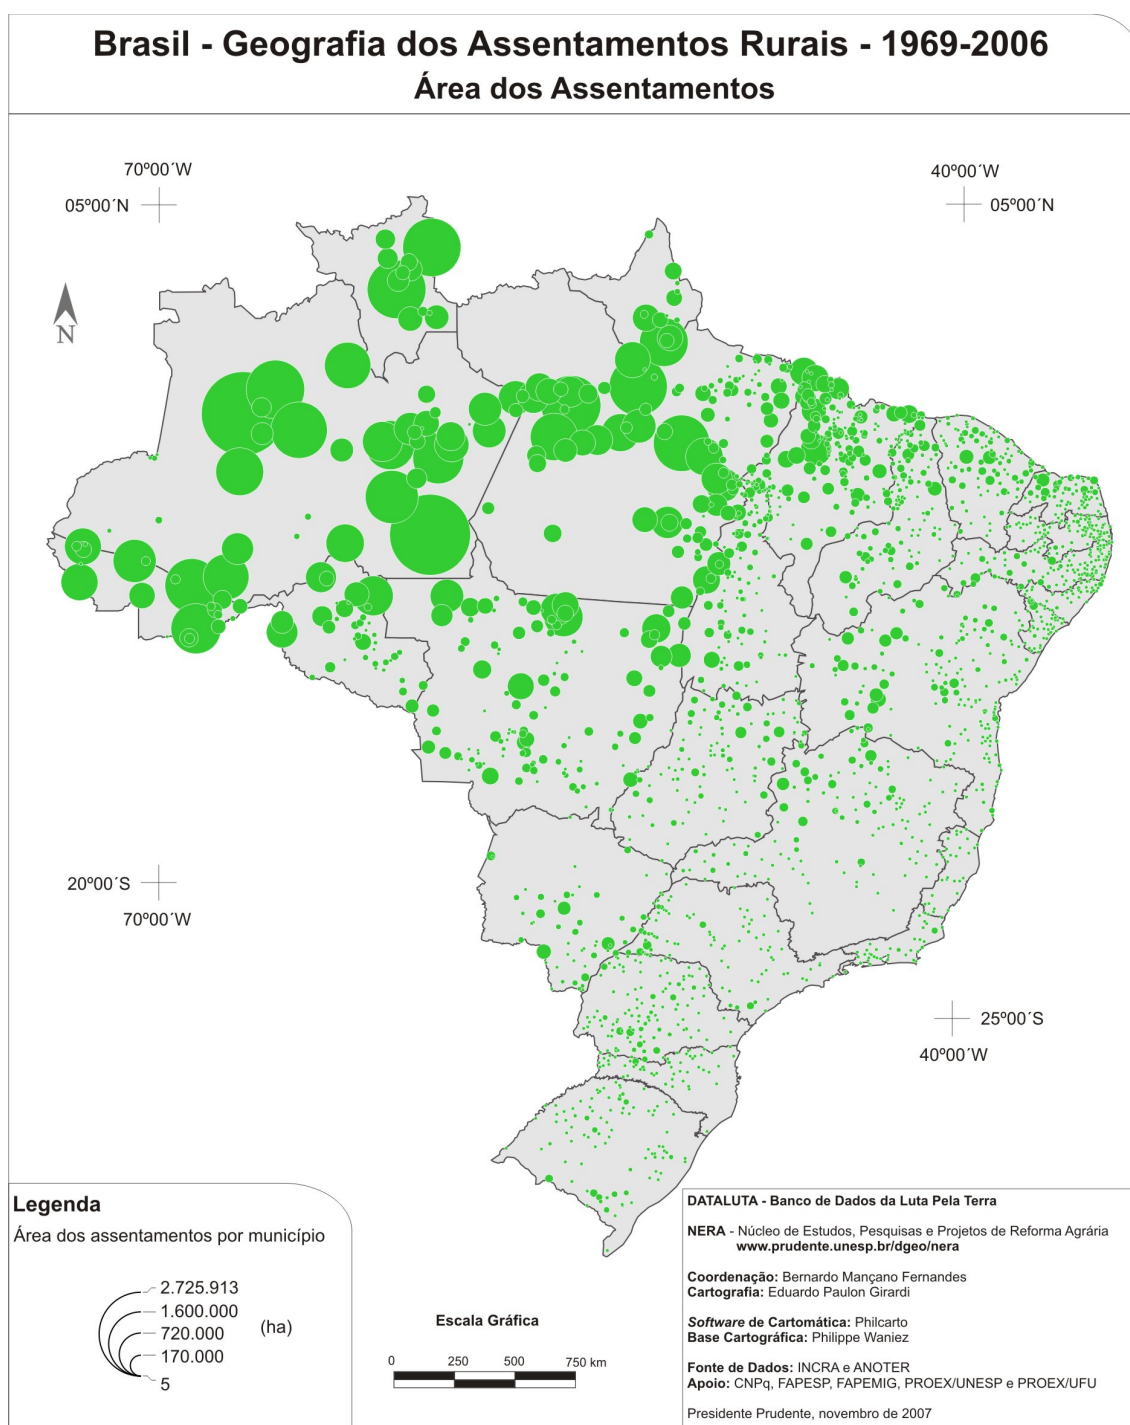 Brasil - Geografia dos Assentamentos Rurais - 1969-2006
Área dos Assentamentos
70º00´W
05º00´N
40º00´W
05º00´N
N
20º00´S
70º00´W
25º00´S
40º00´W
Legenda
Área dos assentamentos por município
2.725.913
1.600.000
720.000
170.000
5
(ha)
Escala Gráfica
0 250 500 750 km
DATALUTA - Banco de Dados da Luta Pela Terra
NERA - Núcleo de Estudos, Pesquisas e Projetos de Reforma Agrária
www.prudente.unesp.br/dgeo/nera
Coordenação: Bernardo Mançano Fernandes
Cartografia: Eduardo Paulon Girardi
Software de Cartomática: Philcarto
Base Cartográfica: Philippe Waniez
Fonte de Dados: INCRA e ANOTER
Apoio: CNPq, FAPESP, FAPEMIG, PROEX/UNESP e PROEX/UFU
Presidente Prudente, novembro de 2007